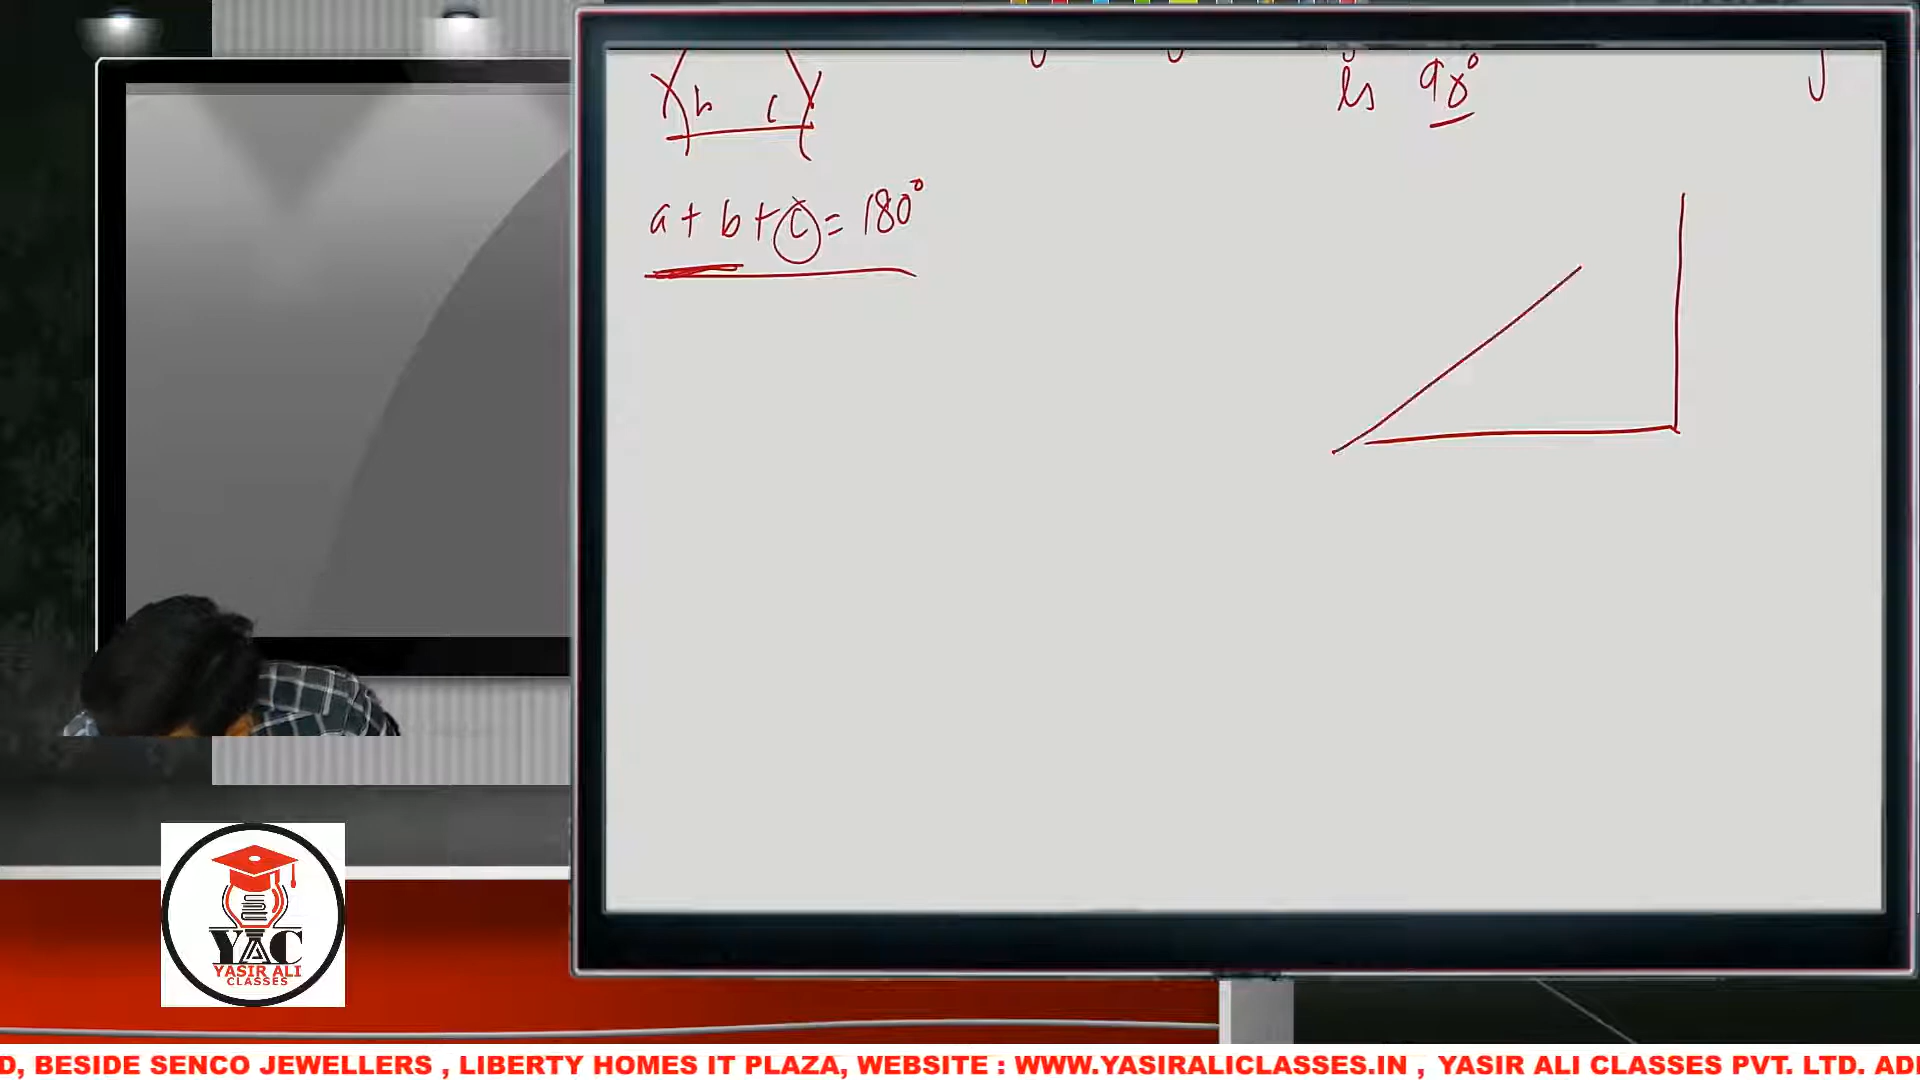 b c
is 90°
a + b + c = 180°
YAC
YASIR ALI
CLASSES
D, BESIDE SENCO JEWELLERS , LIBERTY HOMES IT PLAZA, WEBSITE : WWW.YASIRALICLASSES.IN , YASIR ALI CLASSES PVT. LTD. AD